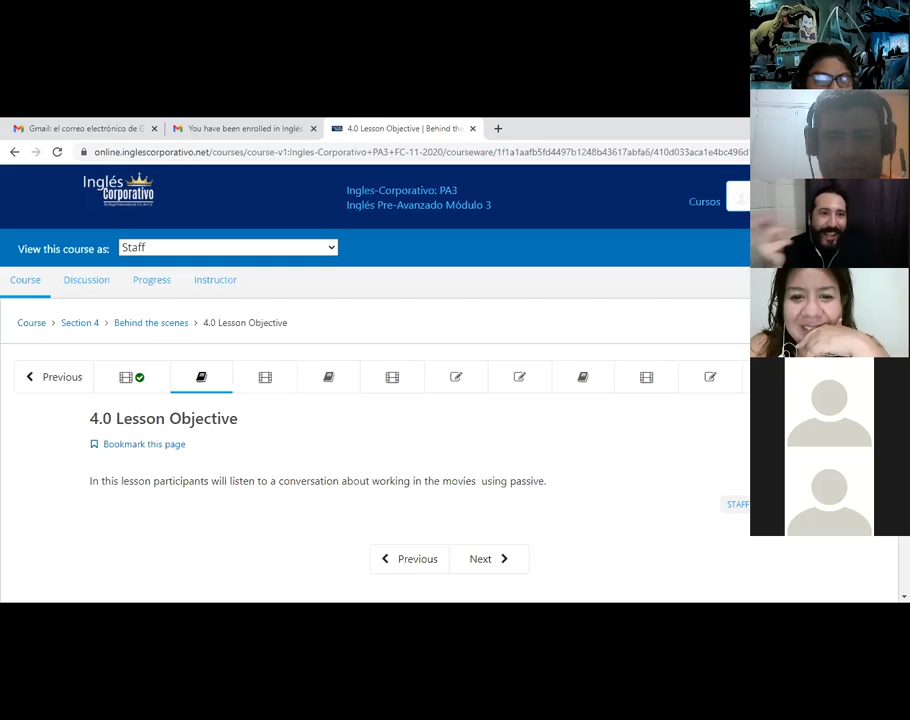 Gmail: el correo electrónico de G
You have been enrolled in Inglés
4.0 Lesson Objective | Behind the
online.inglescorporativo.net/courses/course-v1:Ingles-Corporativo+PA3+FC-11-2020/courseware/1f1a1aafb5fd4497b1248b43617abfa6/410d033aca1e4bc496d
Inglés
Corporativo
Ingles-Corporativo: PA3
Inglés Pre-Avanzado Módulo 3
Cursos
View this course as:
Staff
Course
Discussion
Progress
Instructor
Course > Section 4 > Behind the scenes > 4.0 Lesson Objective
Previous
4.0 Lesson Objective
Bookmark this page
In this lesson participants will listen to a conversation about working in the movies using passive.
STAFF
Previous
Next